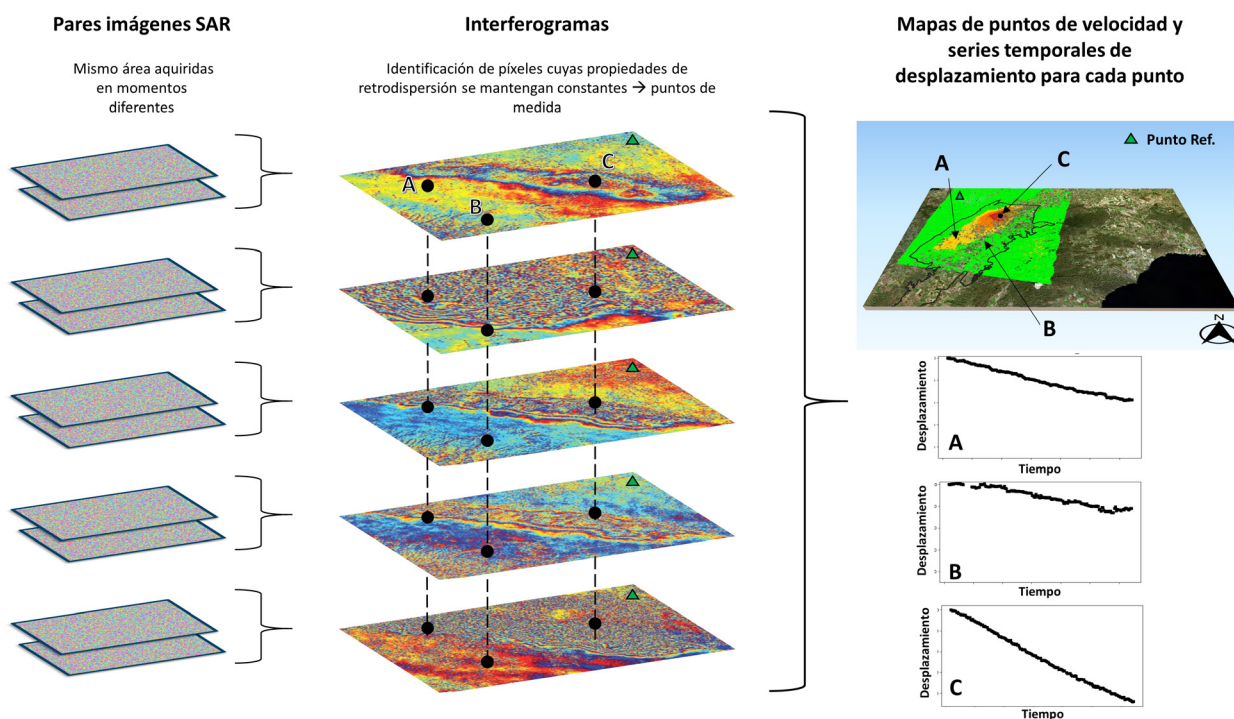 Pares imágenes SAR
Mismo área aquiridas
en momentos
diferentes
Interferogramas
Identificación de píxeles cuyas propiedades de
retrodispersión se mantengan constantes → puntos de
medida
Mapas de puntos de velocidad y
series temporales de
desplazamiento para cada punto
A
B
C
Punto Ref.
A
C
B
N
Desplazamiento
A
Tiempo
Desplazamiento
B
Tiempo
Desplazamiento
C
Tiempo